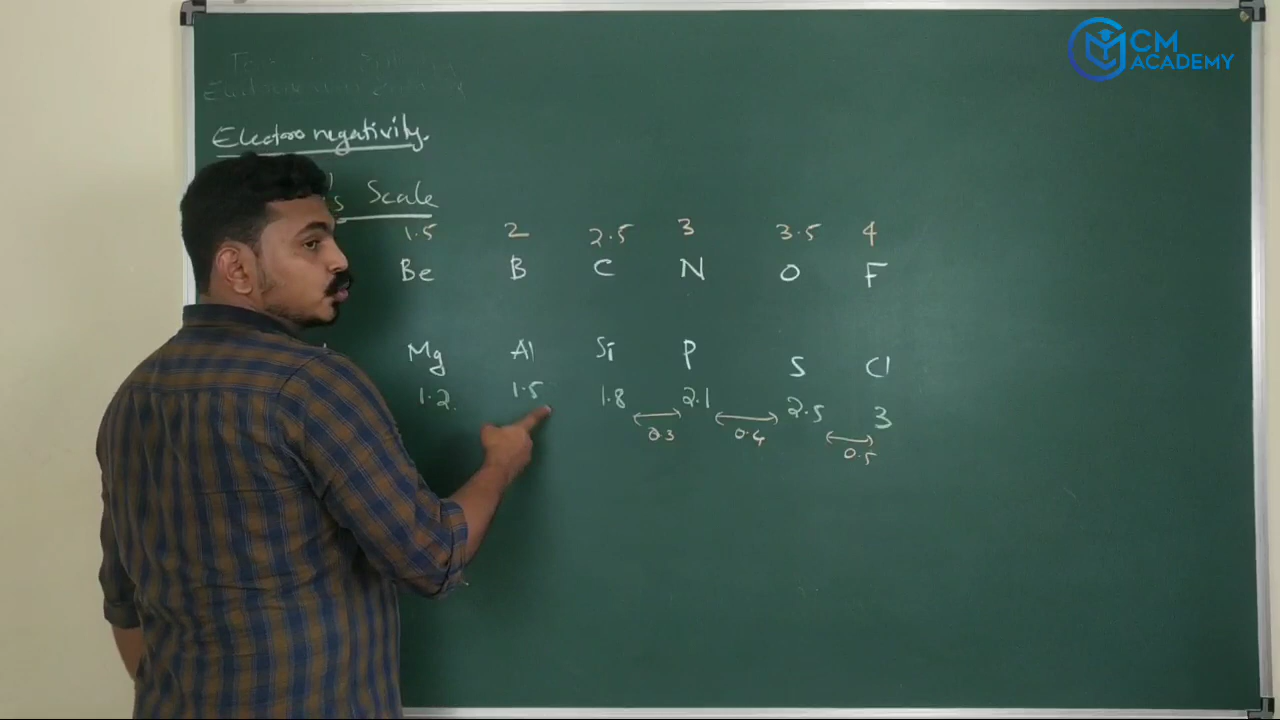 CM
ACADEMY
Electronegativity.
Scale
1.5 2 2.5 3 3.5 4
Be B C N O F
Mg Al Si P S Cl
1.2 1.5 1.8 2.1 2.5 3
0.3 0.4 0.5